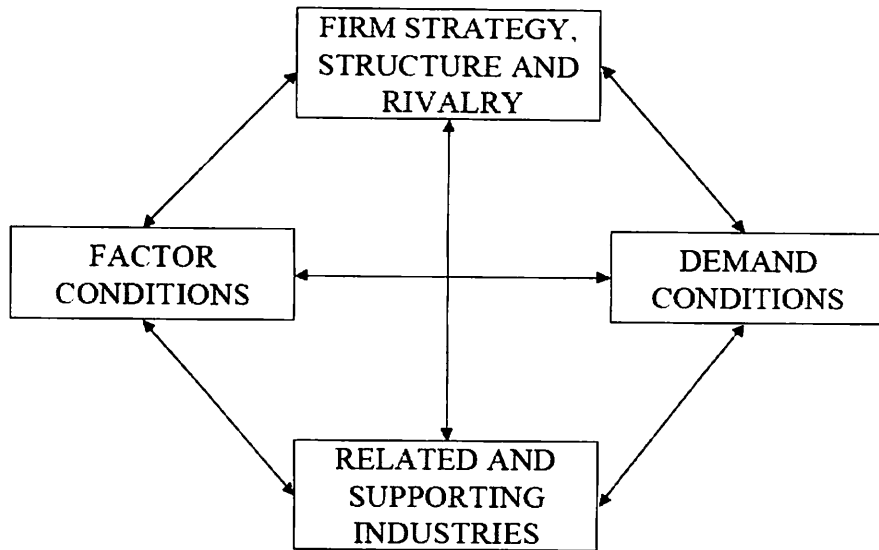 FIRM STRATEGY,
STRUCTURE AND
RIVALRY
FACTOR
CONDITIONS
DEMAND
CONDITIONS
RELATED AND
SUPPORTING
INDUSTRIES